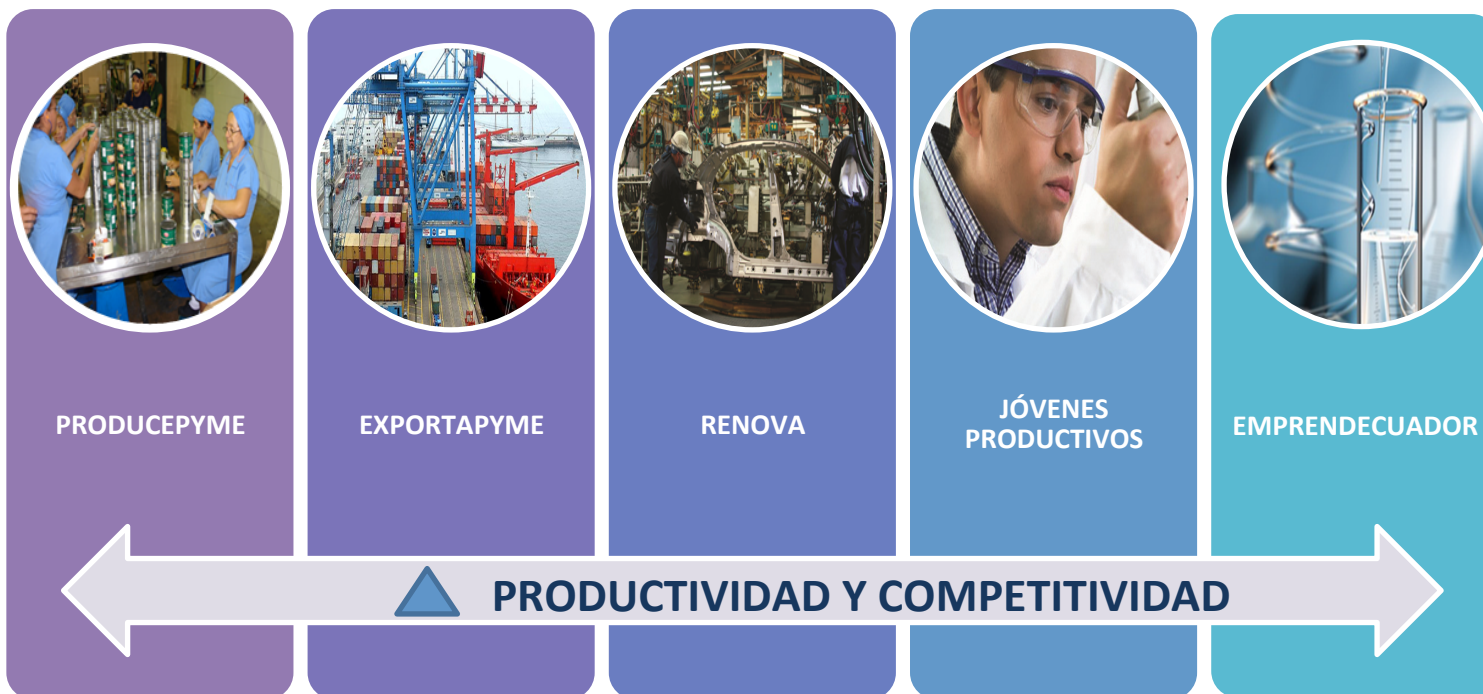 PRODUCEPYME
EXPORTAPYME
RENOVA
JÓVENES
PRODUCTIVOS
EMPRENDECUADOR
PRODUCTIVIDAD Y COMPETITIVIDAD